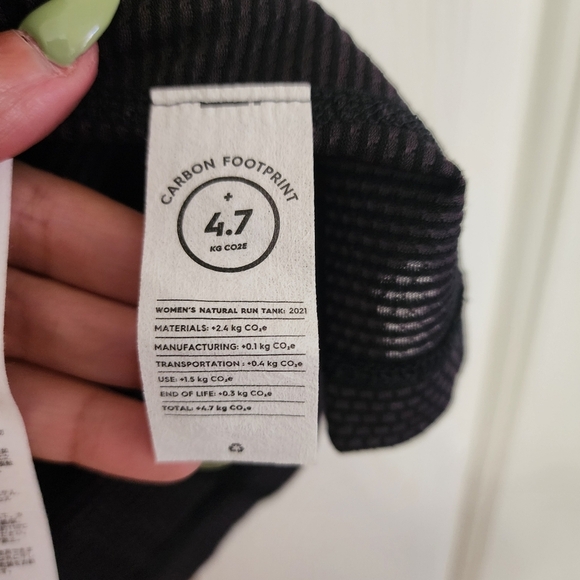 CARBON FOOTPRINT
+
4.7
KG CO2E
WOMEN'S NATURAL RUN TANK: 2021
MATERIALS: +2.4 kg CO₂e
MANUFACTURING: +0.1 kg CO₂e
TRANSPORTATION : +0.4 kg CO₂e
USE: +1.5 kg CO₂e
END OF LIFE: +0.3 kg CO₂e
TOTAL: +4.7 kg CO₂e